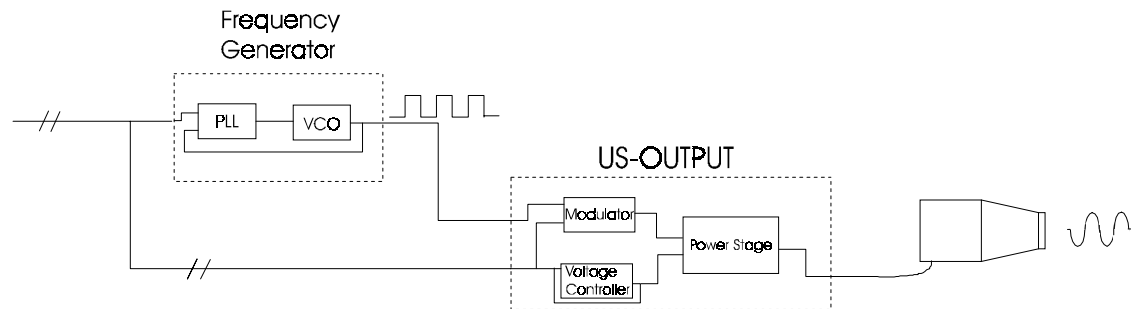 Frequency
Generator
PLL
VCO
US-OUTPUT
Modulator
Power Stage
Voltage
Controller